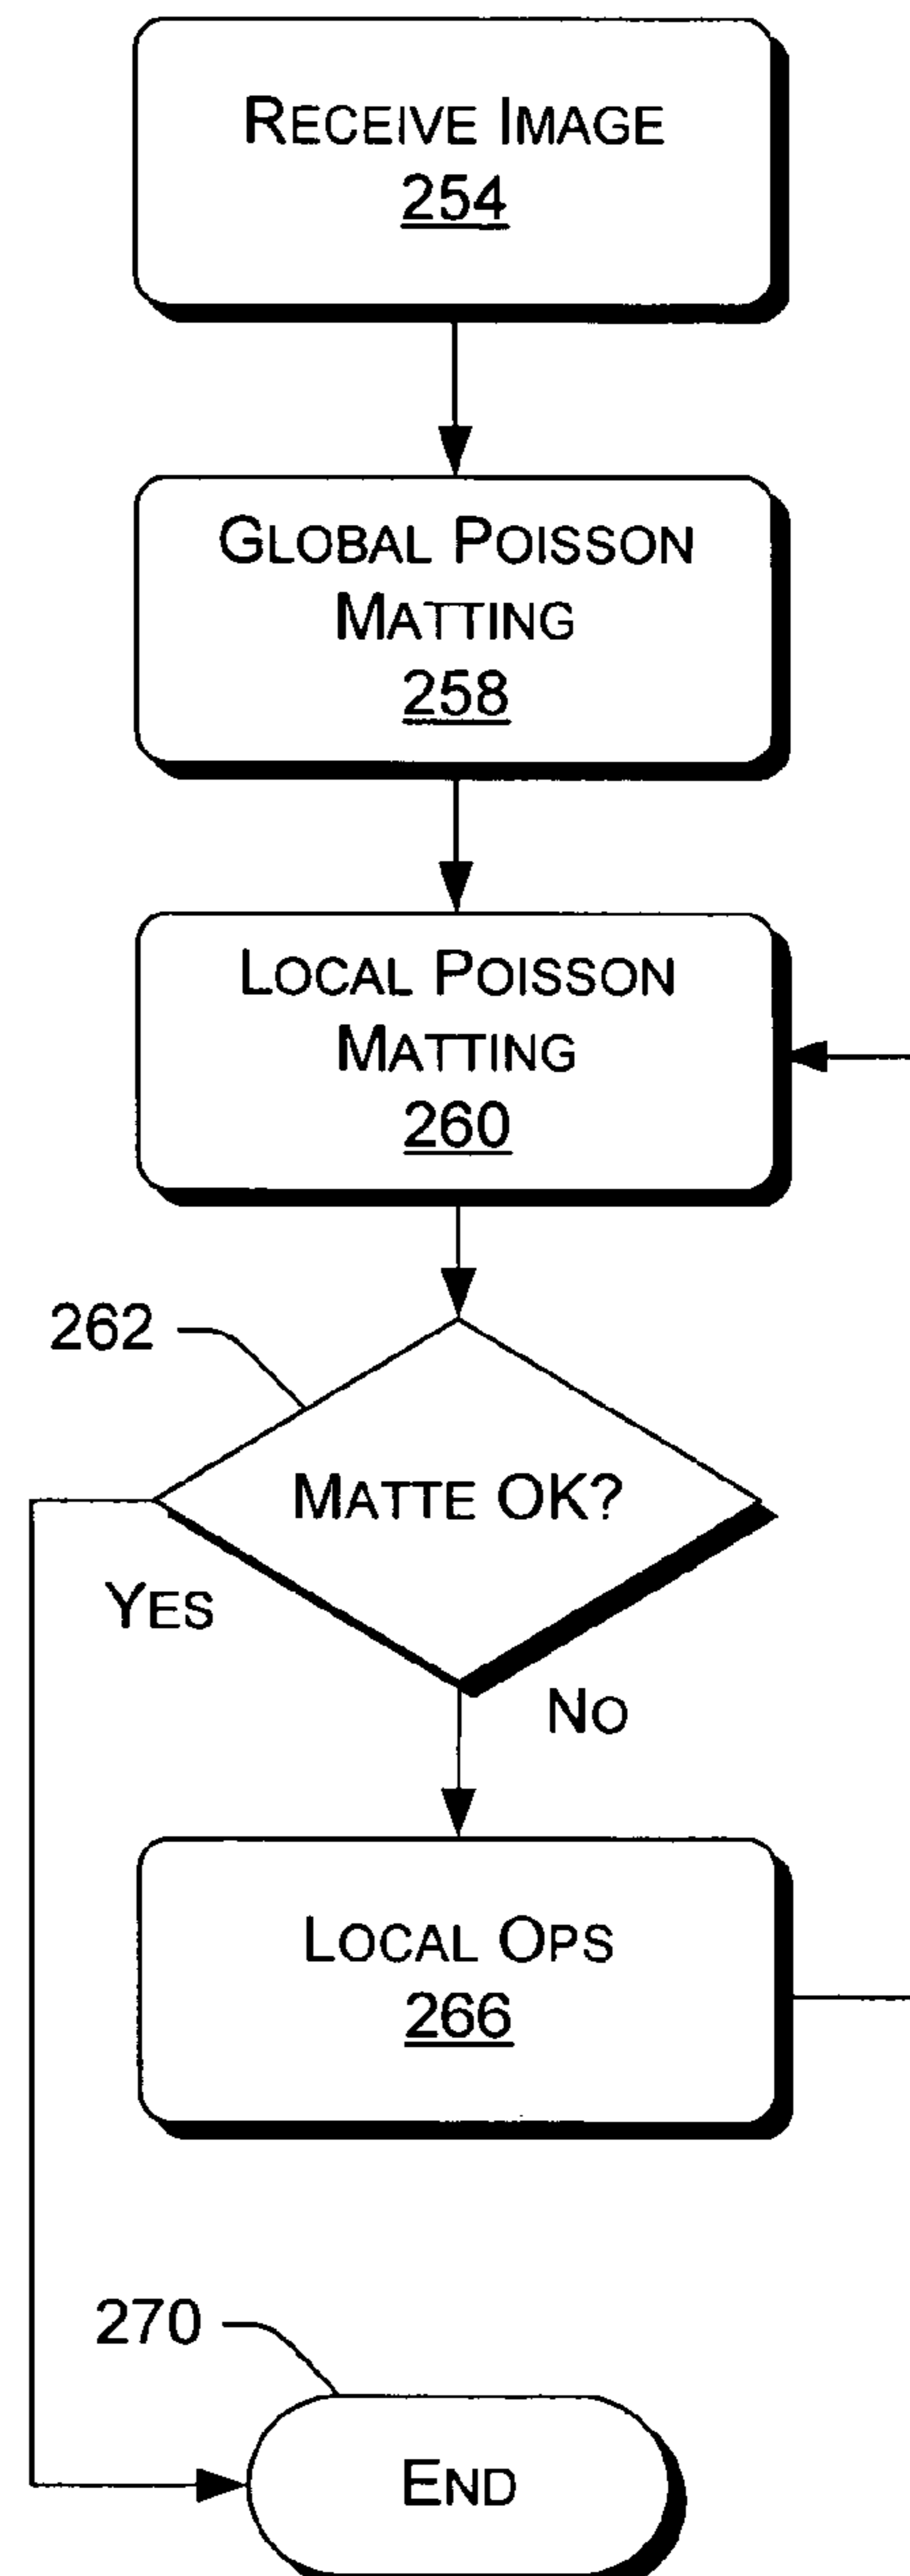 RECEIVE IMAGE
254
GLOBAL POISSON
MATTING
258
LOCAL POISSON
MATTING
260
262
MATTE OK?
YES
NO
LOCAL OPS
266
270
END